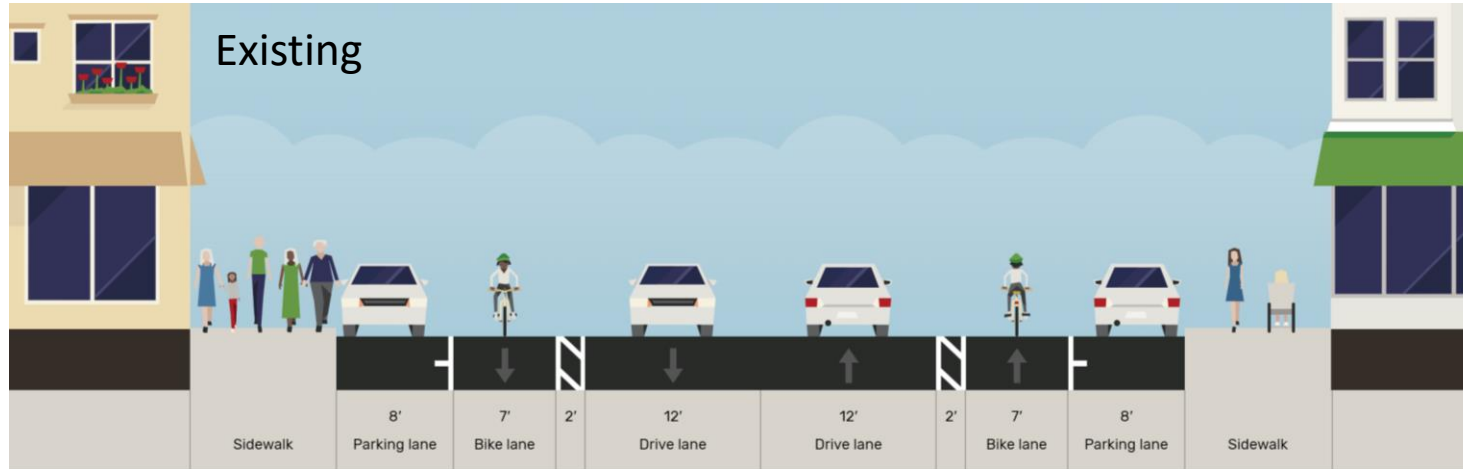 Existing
8′ 7′ 2′ 12′ 12′ 2′ 7′ 8′
Sidewalk Parking lane Bike lane Drive lane Drive lane Bike lane Parking lane Sidewalk